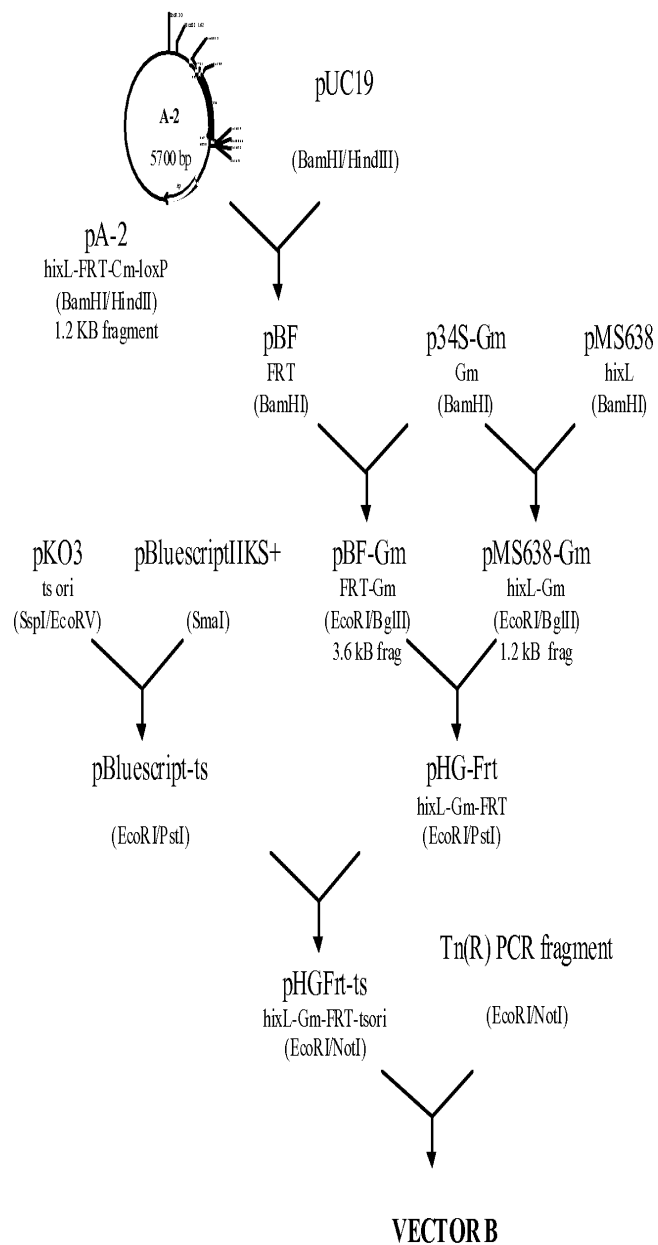 A-2
5700 bp
pUC19
(BamHI/HindIII)
pA-2
hixL-FRT-Cm-loxP
(BamHI/HindII)
1.2 KB fragment
pBF
FRT
(BamHI)
p34S-Gm
Gm
(BamHI)
pMS638
hixL
(BamHI)
pKO3
ts ori
(SspI/EcoRV)
pBluescriptIIKS+
(SmaI)
pBF-Gm
FRT-Gm
(EcoRI/BglII)
3.6 kB frag
pMS638-Gm
hixL-Gm
(EcoRI/BglII)
1.2 kB frag
pBluescript-ts
(EcoRI/PstI)
pHG-Frt
hixL-Gm-FRT
(EcoRI/PstI)
pHGFrt-ts
hixL-Gm-FRT-tsori
(EcoRI/NotI)
Tn(R) PCR fragment
(EcoRI/NotI)
VECTOR B